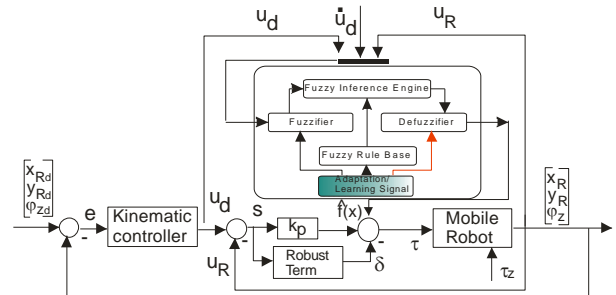 u_d
u̇_d
u_R
Fuzzy Inference Engine
Fuzzifier
Defuzzifier
Fuzzy Rule Base
Adaptation/
Learning Signal
x_Rd
y_Rd
φ_zd
e
-
Kinematic
controller
u_d
-
u_R
s
k_p
Robust
Term
f̂(x)
-
δ
τ
Mobile
Robot
τ_z
x_R
y_R
φ_z